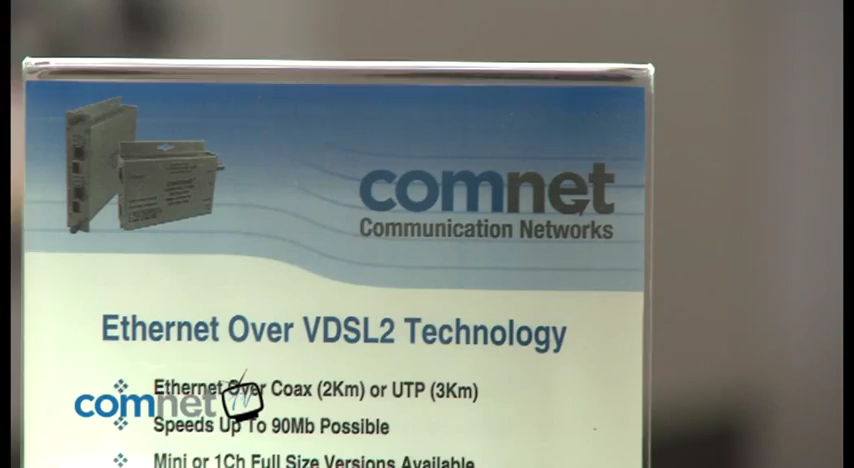 comnet
Communication Networks
Ethernet Over VDSL2 Technology
Ethernet Over Coax (2Km) or UTP (3Km)
comnet TV
Speeds Up To 90Mb Possible
Mini or 1Ch Full Size Versions Available